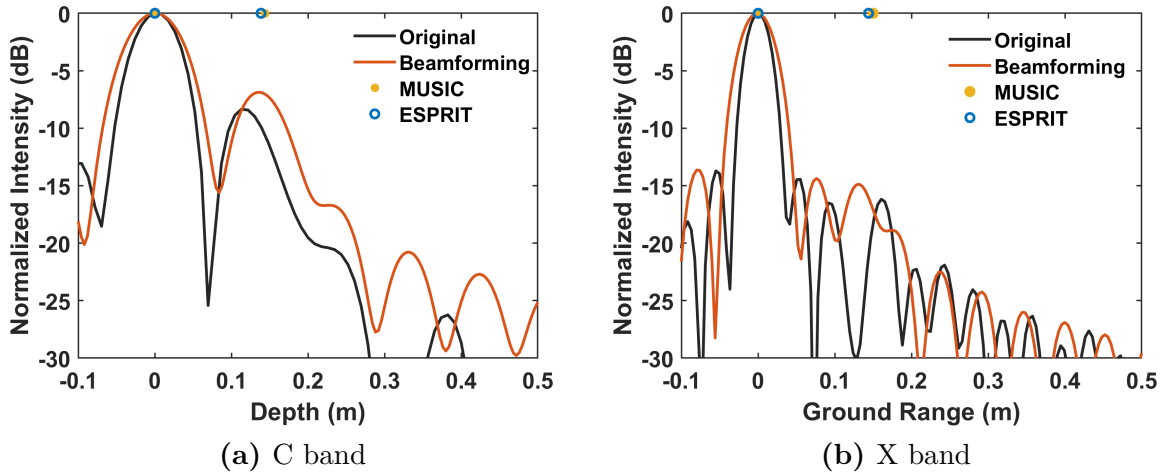 Normalized Intensity (dB)
0
-5
-10
-15
-20
-25
-30
-0.1 0 0.1 0.2 0.3 0.4 0.5
Depth (m)
Original
Beamforming
MUSIC
ESPRIT
(a) C band
Normalized Intensity (dB)
0
-5
-10
-15
-20
-25
-30
-0.1 0 0.1 0.2 0.3 0.4 0.5
Ground Range (m)
Original
Beamforming
MUSIC
ESPRIT
(b) X band